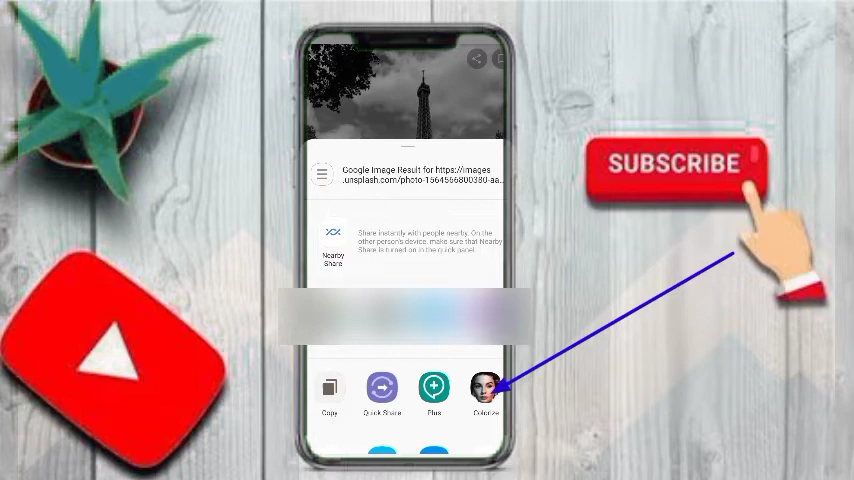 SUBSCRIBE
Google Image Result for https://images
.unsplash.com/photo-1564566800380-aa...
Share instantly with people nearby. On the
other person's device, make sure that Nearby
Share is turned on in the quick panel.
Nearby
Share
Copy
Quick Share
Plus
Colorize